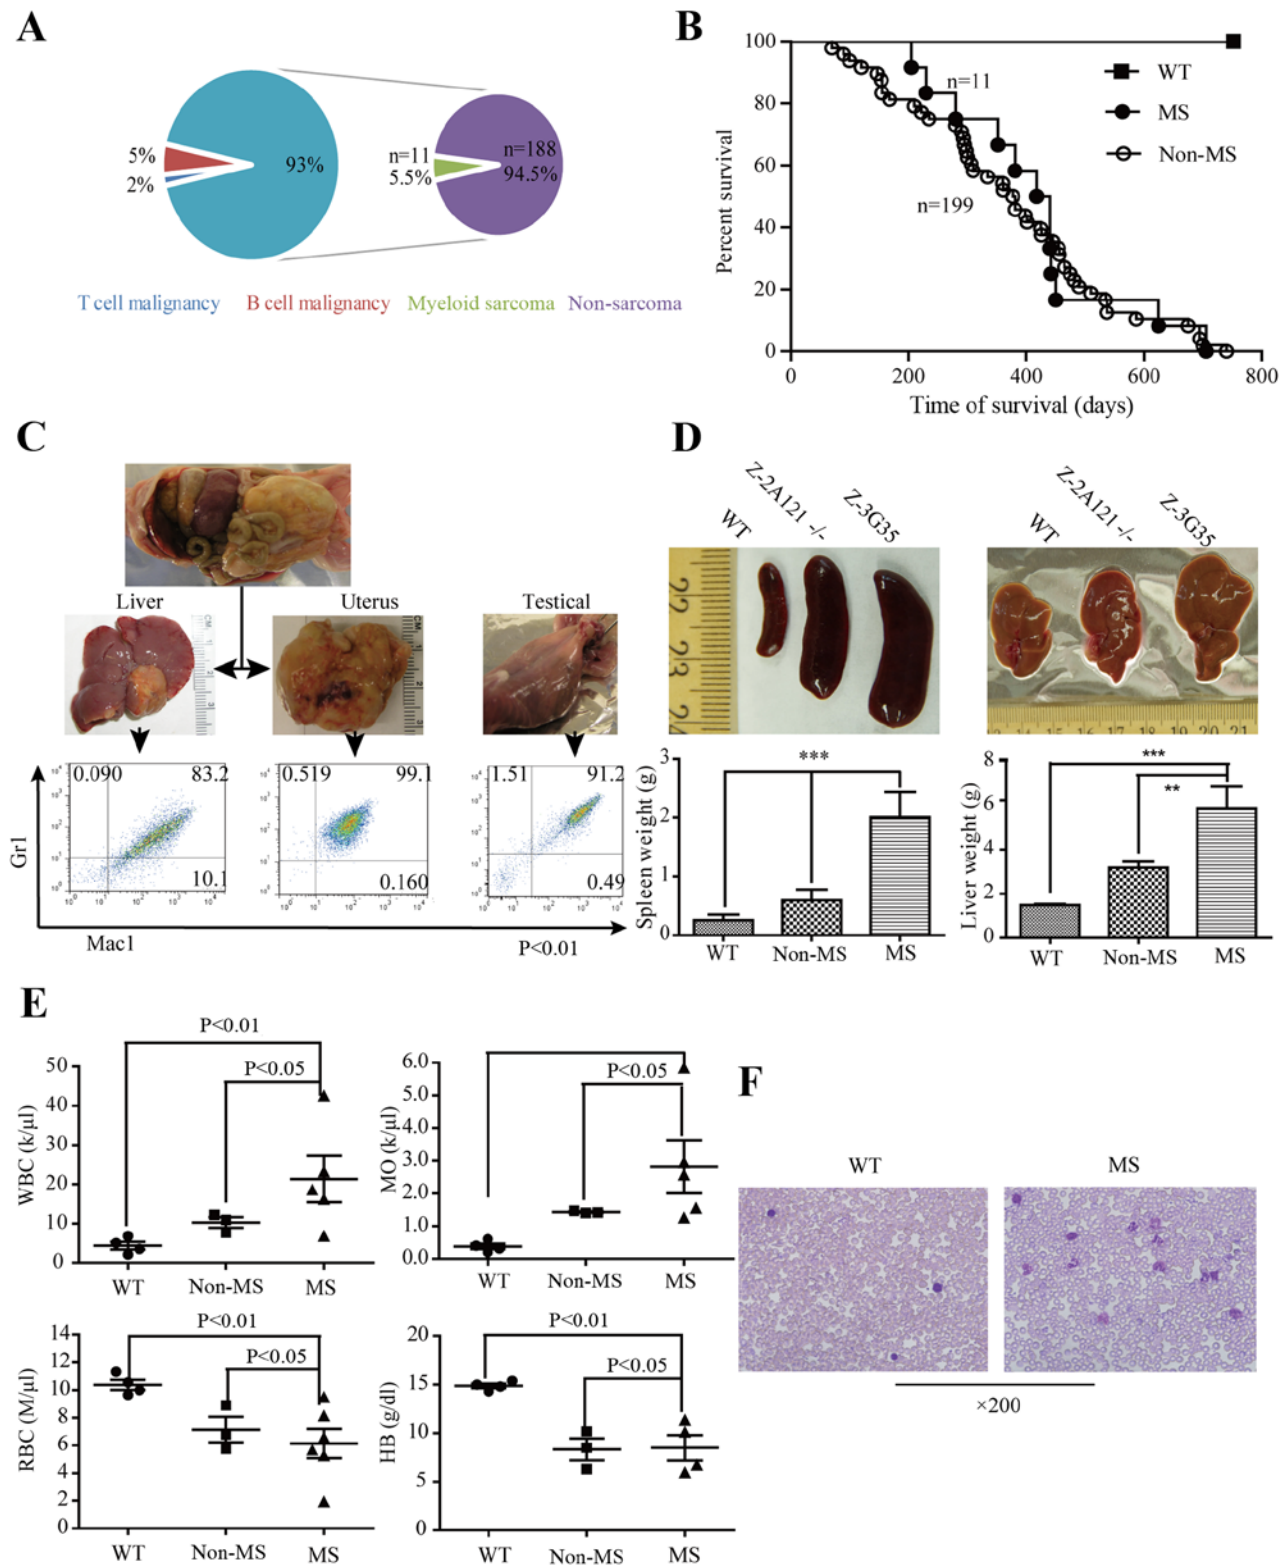 A
5%
2%
93%
n=11
5.5%
n=188
94.5%
T cell malignancy B cell malignancy Myeloid sarcoma Non-sarcoma
B
Percent survival
100
80
60
40
20
0
0 200 400 600 800
Time of survival (days)
n=11
n=199
WT
MS
Non-MS
C
Liver Uterus Testical
0.090 83.2
10.1
0.519 99.1
0.160
1.51 91.2
0.49
Gr1
Mac1 P<0.01
D
WT Z-2A121 -/- Z-3G35
WT Z-2A121 -/- Z-3G35
Spleen weight (g)
3
2
1
0
***
WT Non-MS MS
Liver weight (g)
8
6
4
2
0
***
**
WT Non-MS MS
E
P<0.01
P<0.05
WBC (k/µl)
50
40
30
20
10
0
WT Non-MS MS
P<0.05
MO (k/µl)
6.0
5.0
4.0
3.0
2.0
1.0
0.0
WT Non-MS MS
P<0.01
P<0.05
RBC (M/µl)
14
12
10
8
6
4
2
0
WT Non-MS MS
P<0.01
P<0.05
HB (g/dl)
20
15
10
5
0
WT Non-MS MS
F
WT MS
×200